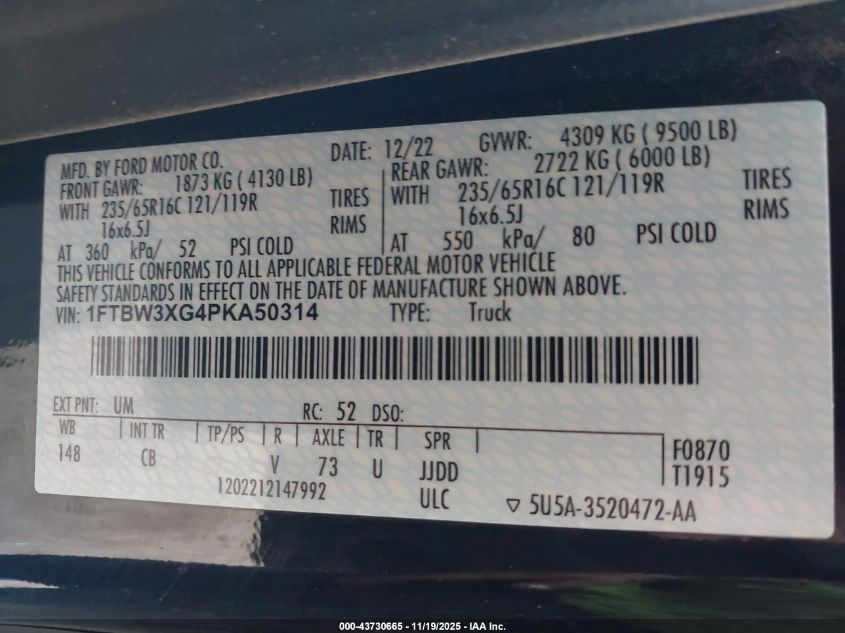 MFD. BY FORD MOTOR CO. DATE: 12/22 GVWR: 4309 KG ( 9500 LB)
FRONT GAWR: 1873 KG ( 4130 LB) REAR GAWR: 2722 KG ( 6000 LB)
WITH 235/65R16C 121/119R TIRES WITH 235/65R16C 121/119R TIRES
16x6.5J RIMS 16x6.5J RIMS
AT 360 kPa/ 52 PSI COLD AT 550 kPa/ 80 PSI COLD
THIS VEHICLE CONFORMS TO ALL APPLICABLE FEDERAL MOTOR VEHICLE
SAFETY STANDARDS IN EFFECT ON THE DATE OF MANUFACTURE SHOWN ABOVE.
VIN: 1FTBW3XG4PKA50314 TYPE: Truck
EXT PNT: UM RC: 52 DSO:
WB INT TR TP/PS R AXLE TR SPR F0870
148 CB V 73 U JJDD T1915
1202212147992 ULC ▽ 5U5A-3520472-AA
000-43730665 - 11/19/2025 - IAA Inc.